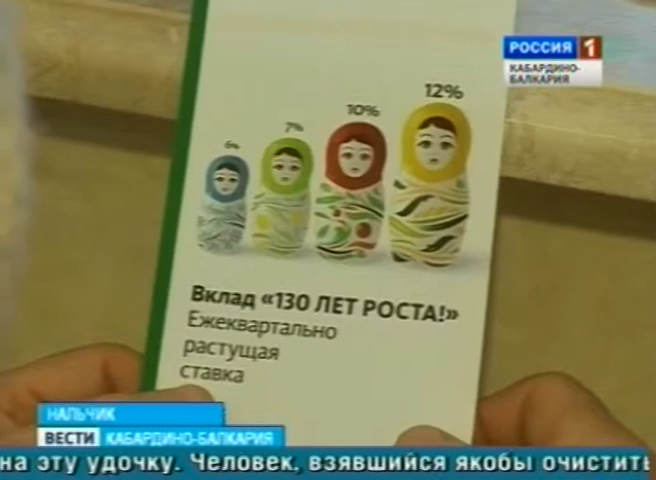 РОССИЯ 1
КАБАРДИНО-
БАЛКАРИЯ
12%
10%
7%
6%
Вклад «130 ЛЕТ РОСТА!»
Ежеквартально
растущая
ставка
НАЛЬЧИК
ВЕСТИ КАБАРДИНО-БАЛКАРИЯ
на эту удочку. Человек, взявшийся якобы очистить